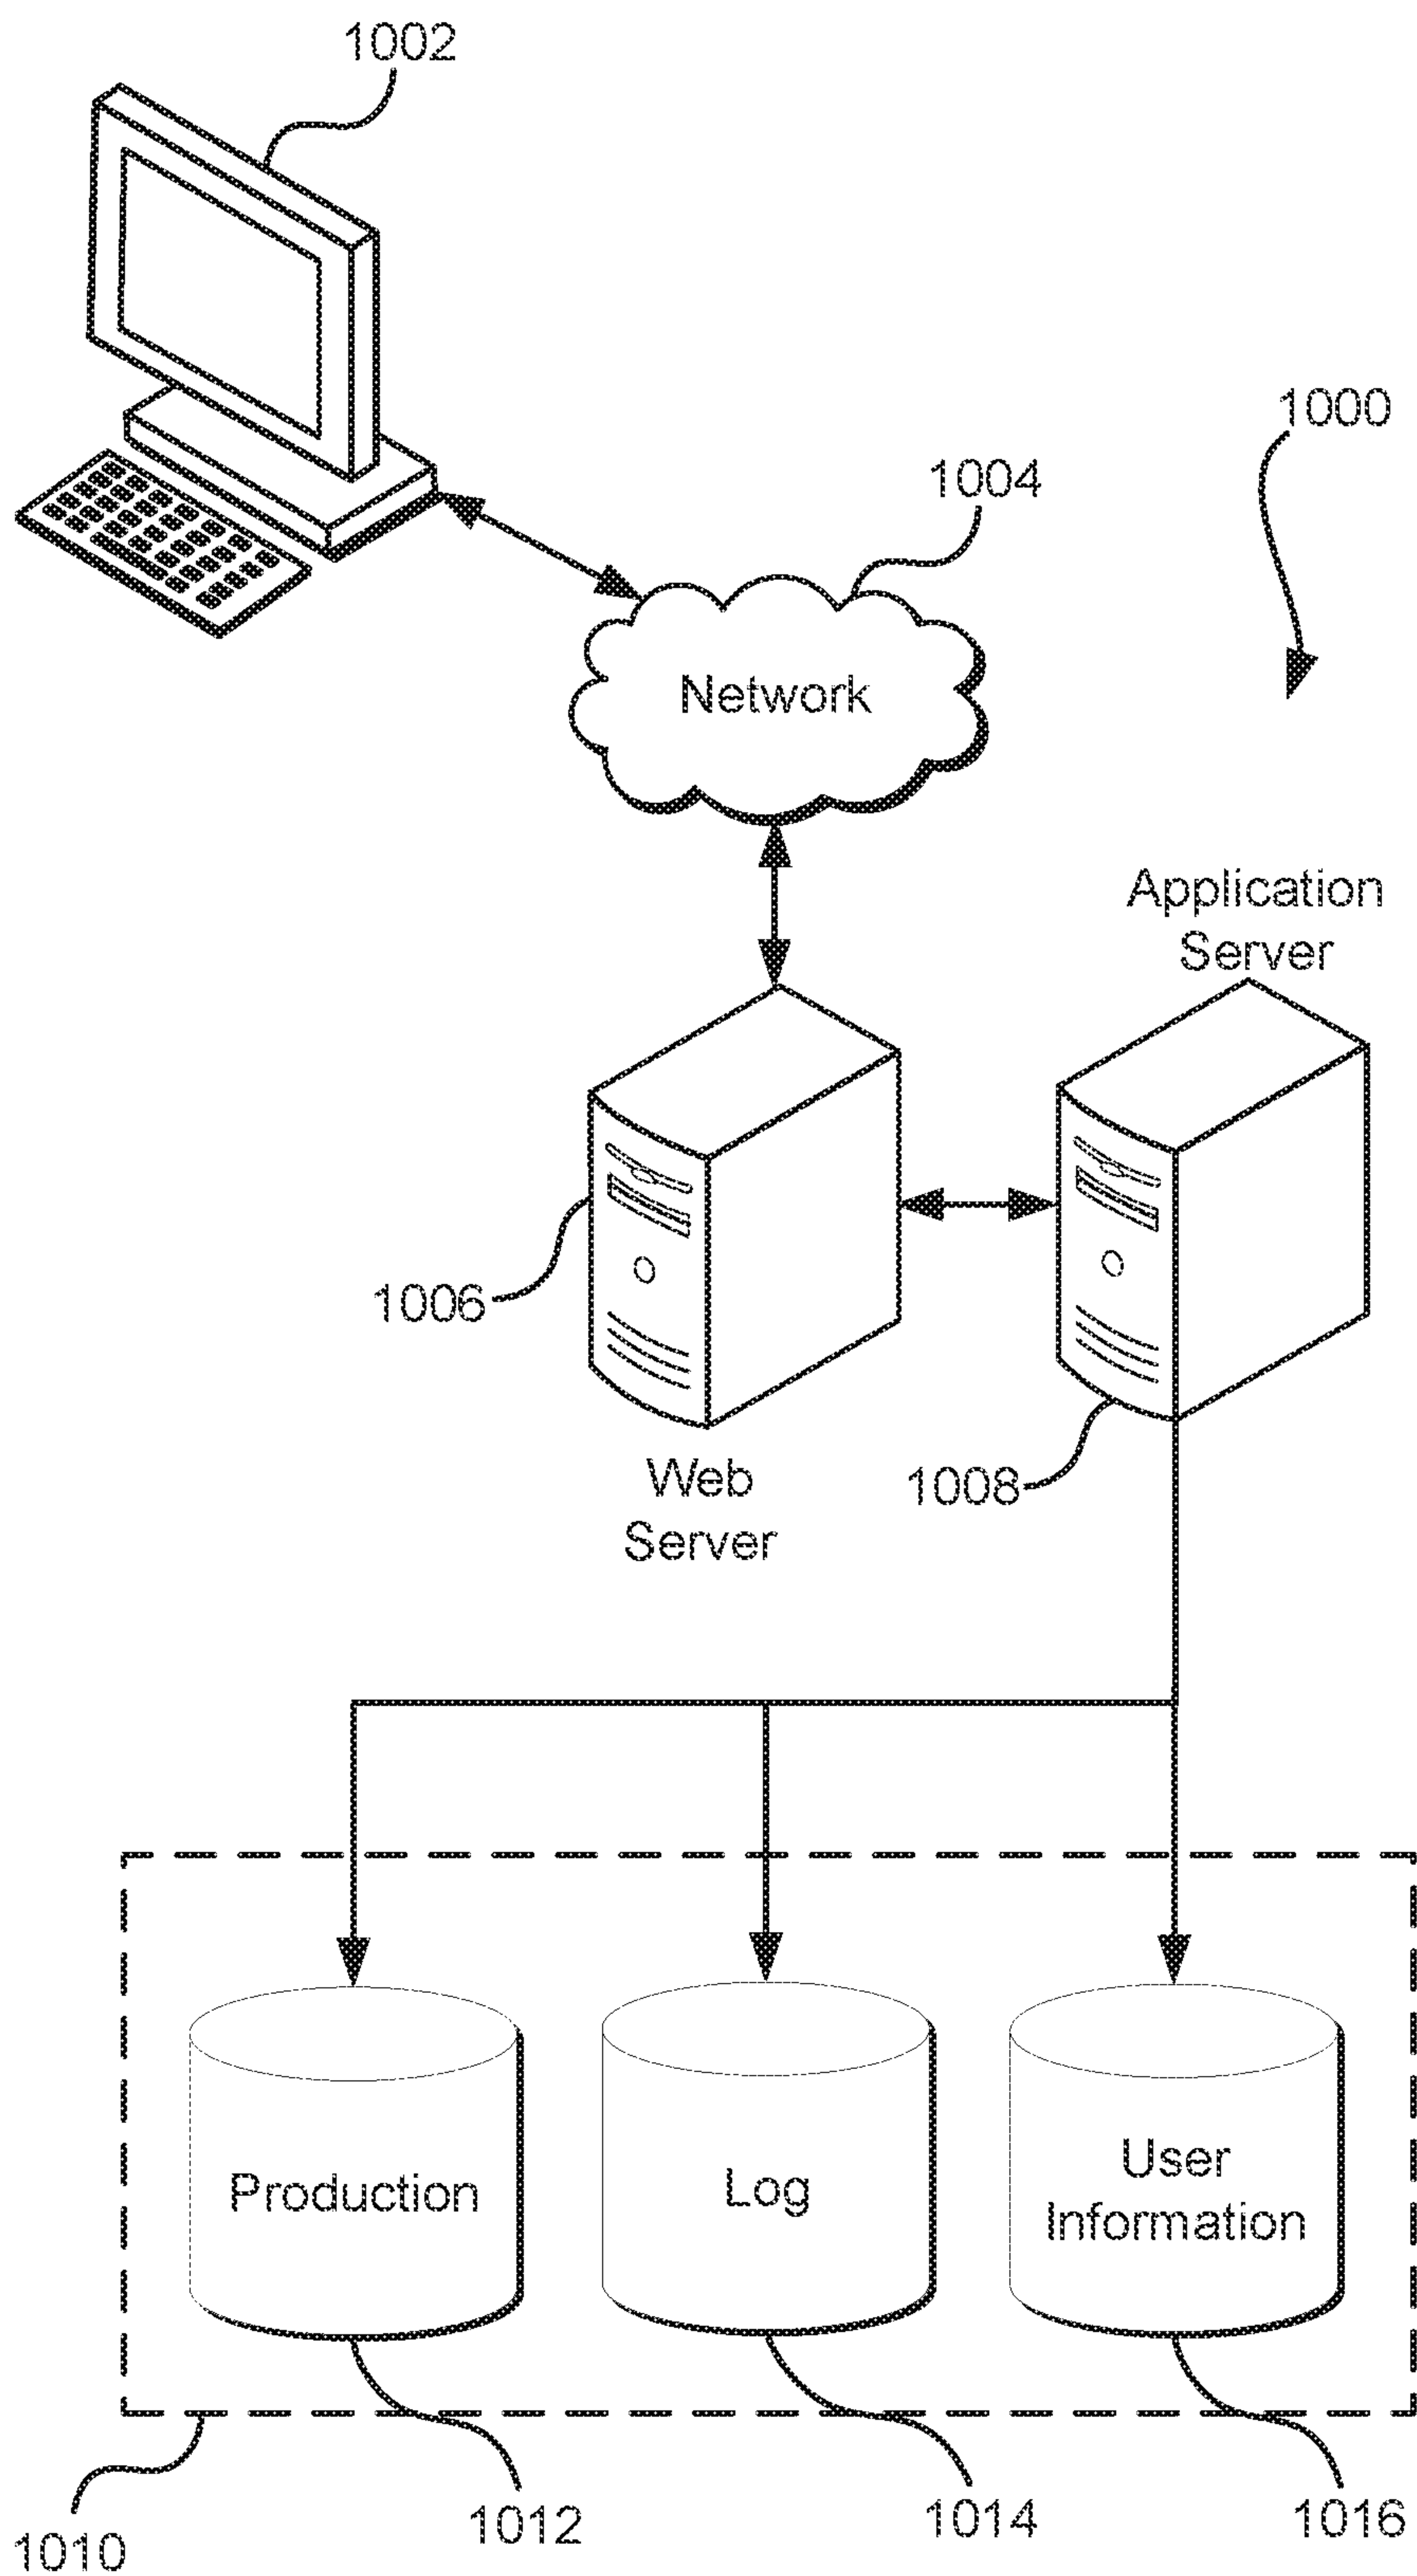 1002
1000
1004
Network
Application
Server
1006
Web
Server
1008
Production
Log
User
Information
1010
1012
1014
1016